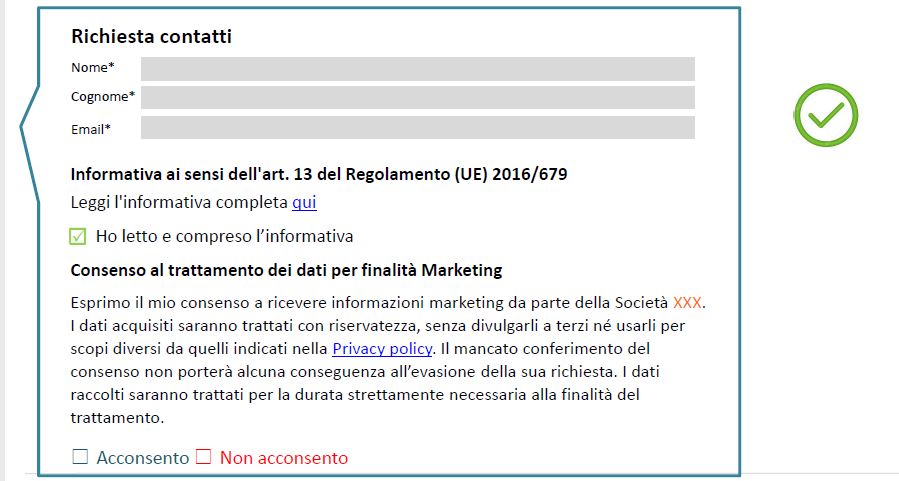 Richiesta contatti
Nome*
Cognome*
Email*
Informativa ai sensi dell'art. 13 del Regolamento (UE) 2016/679
Leggi l'informativa completa qui
Ho letto e compreso l’informativa
Consenso al trattamento dei dati per finalità Marketing
Esprimo il mio consenso a ricevere informazioni marketing da parte della Società XXX.
I dati acquisiti saranno trattati con riservatezza, senza divulgarli a terzi né usarli per
scopi diversi da quelli indicati nella Privacy policy. Il mancato conferimento del
consenso non porterà alcuna conseguenza all’evasione della sua richiesta. I dati
raccolti saranno trattati per la durata strettamente necessaria alla finalità del
trattamento.
Acconsento Non acconsento